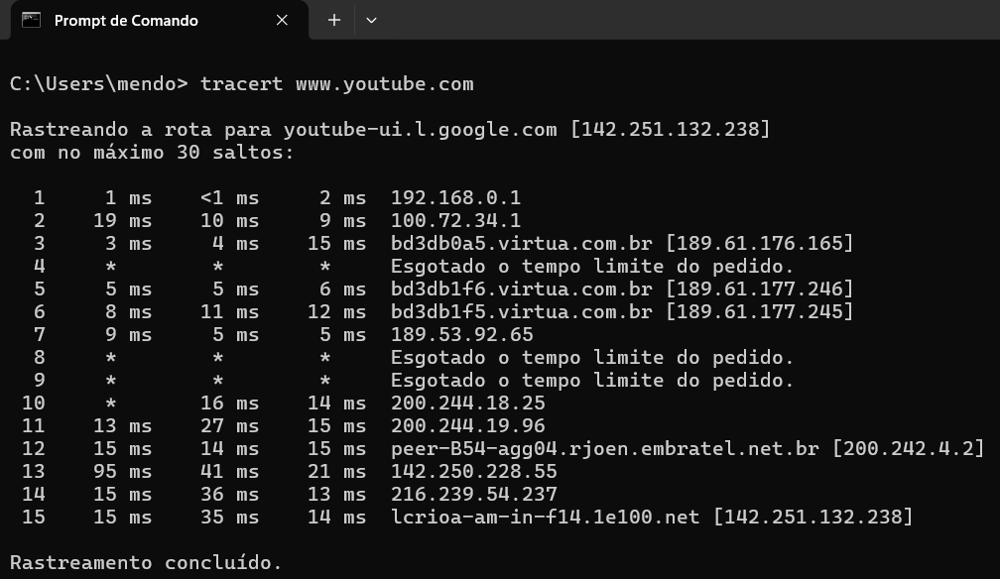 Prompt de Comando
C:\Users\mendo> tracert www.youtube.com
Rastreando a rota para youtube-ui.l.google.com [142.251.132.238]
com no máximo 30 saltos:
1 1 ms <1 ms 2 ms 192.168.0.1
2 19 ms 10 ms 9 ms 100.72.34.1
3 3 ms 4 ms 15 ms bd3db0a5.virtua.com.br [189.61.176.165]
4 * * * Esgotado o tempo limite do pedido.
5 5 ms 5 ms 6 ms bd3db1f6.virtua.com.br [189.61.177.246]
6 8 ms 11 ms 12 ms bd3db1f5.virtua.com.br [189.61.177.245]
7 9 ms 5 ms 5 ms 189.53.92.65
8 * * * Esgotado o tempo limite do pedido.
9 * * * Esgotado o tempo limite do pedido.
10 * 16 ms 14 ms 200.244.18.25
11 13 ms 27 ms 15 ms 200.244.19.96
12 15 ms 14 ms 15 ms peer-B54-agg04.rjoen.embratel.net.br [200.242.4.2]
13 95 ms 41 ms 21 ms 142.250.228.55
14 15 ms 36 ms 13 ms 216.239.54.237
15 15 ms 35 ms 14 ms lcrioa-am-in-f14.1e100.net [142.251.132.238]
Rastreamento concluído.